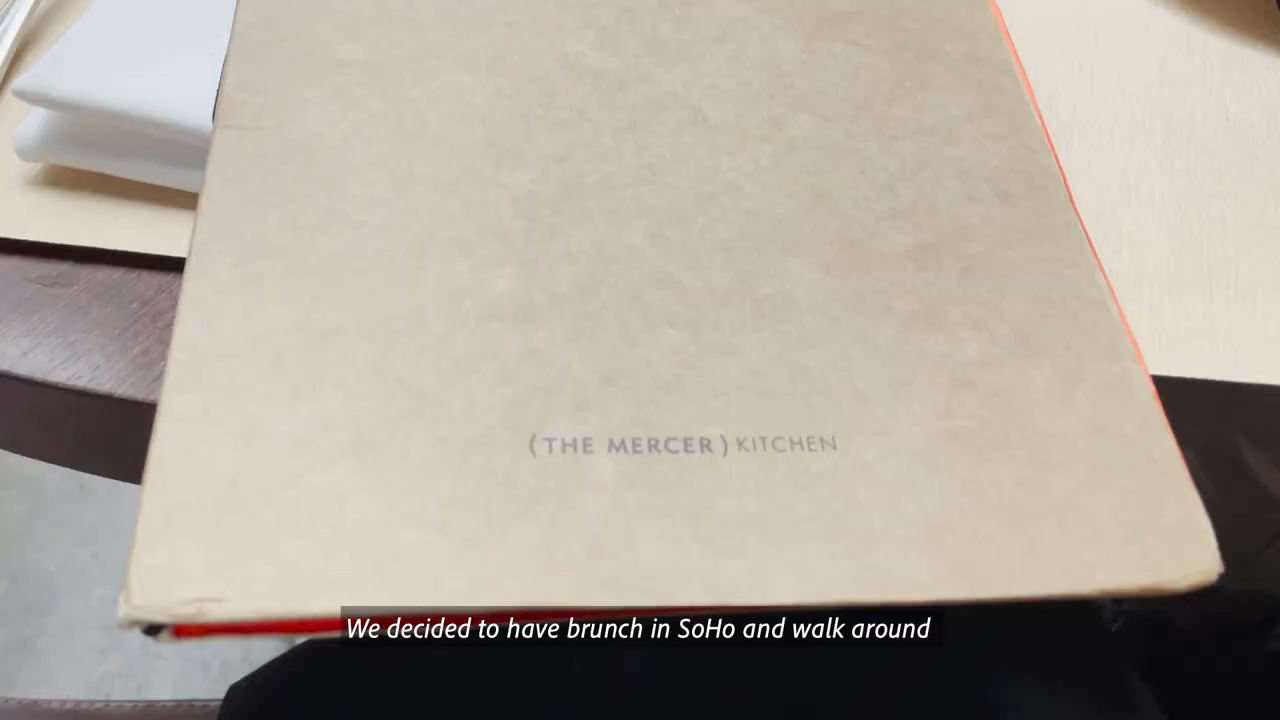 (THE MERCER) KITCHEN
We decided to have brunch in SoHo and walk around